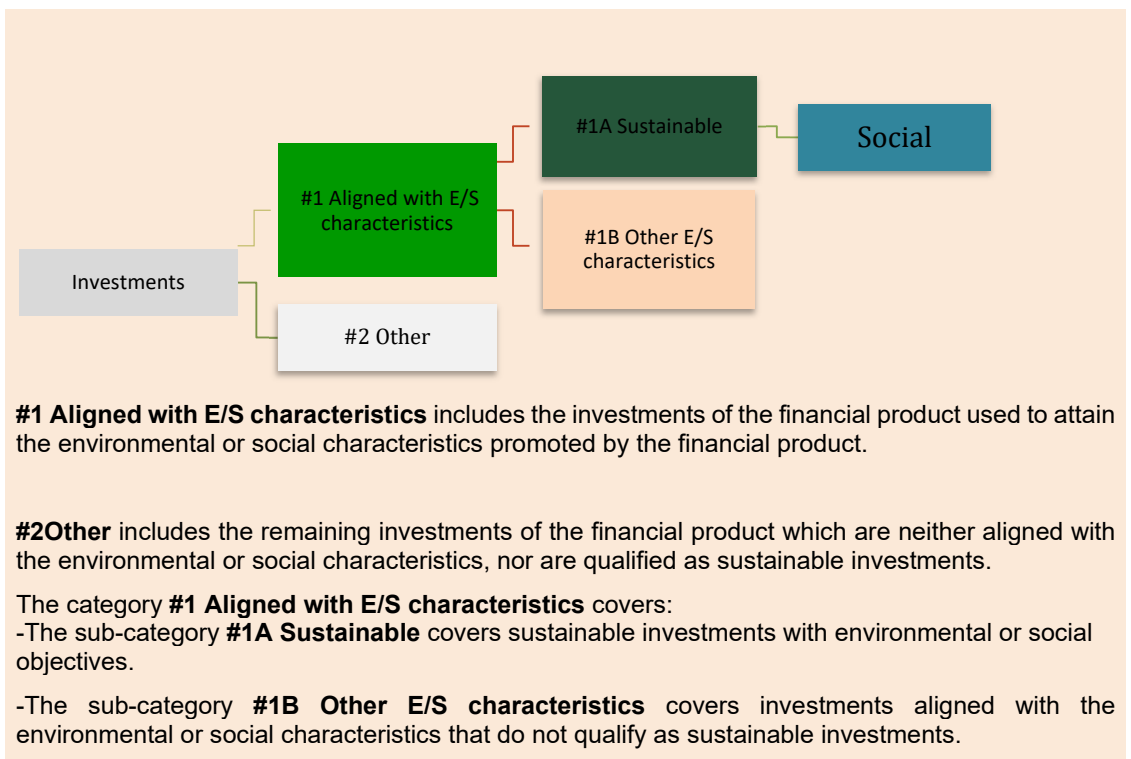 #1A Sustainable
Social
#1 Aligned with E/S
characteristics
#1B Other E/S
characteristics
Investments
#2 Other
#1 Aligned with E/S characteristics includes the investments of the financial product used to attain
the environmental or social characteristics promoted by the financial product.
#2Other includes the remaining investments of the financial product which are neither aligned with
the environmental or social characteristics, nor are qualified as sustainable investments.
The category #1 Aligned with E/S characteristics covers:
-The sub-category #1A Sustainable covers sustainable investments with environmental or social
objectives.
-The sub-category #1B Other E/S characteristics covers investments aligned with the
environmental or social characteristics that do not qualify as sustainable investments.